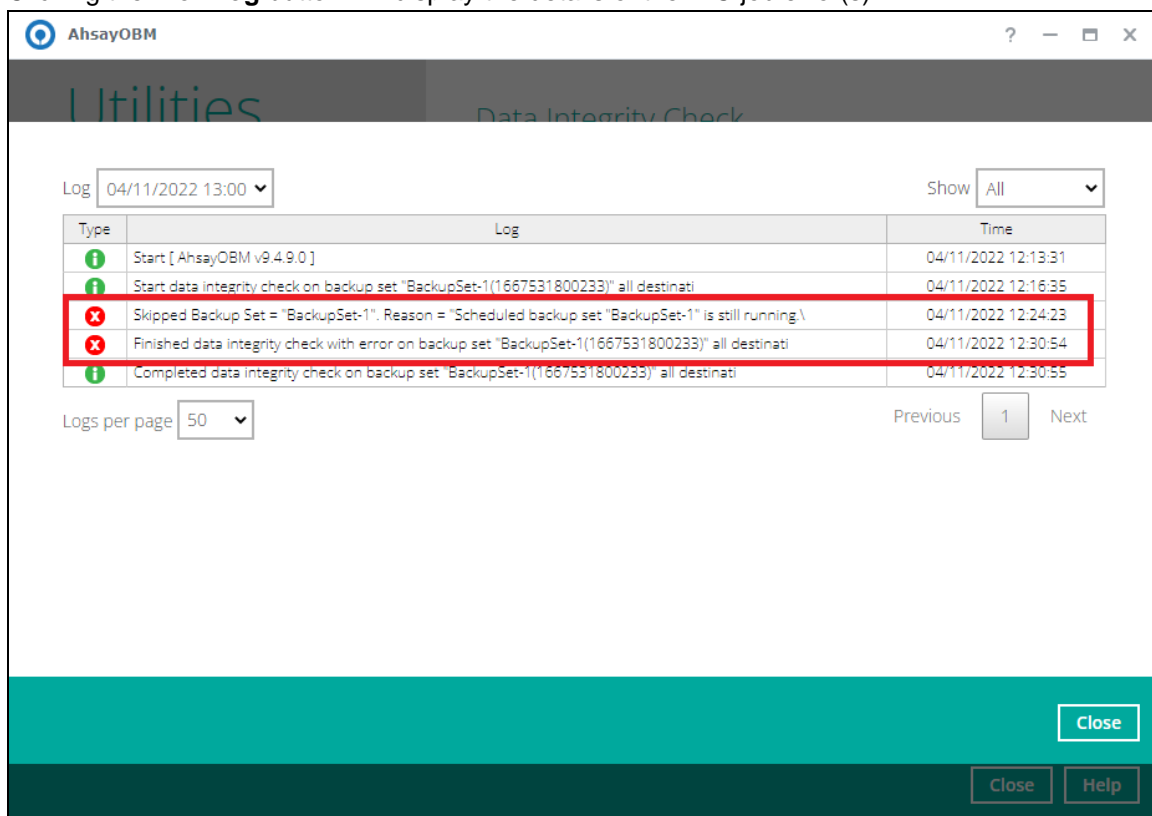 AhsayOBM
Utilities
Data Integrity Check
Log 04/11/2022 13:00 Show All
Type Log Time
Start [ AhsayOBM v9.4.9.0 ] 04/11/2022 12:13:31
Start data integrity check on backup set "BackupSet-1(1667531800233)" all destinati 04/11/2022 12:16:35
Skipped Backup Set = "BackupSet-1". Reason = "Scheduled backup set "BackupSet-1" is still running.\ 04/11/2022 12:24:23
Finished data integrity check with error on backup set "BackupSet-1(1667531800233)" all destinati 04/11/2022 12:30:54
Completed data integrity check on backup set "BackupSet-1(1667531800233)" all destinati 04/11/2022 12:30:55
Logs per page 50 Previous 1 Next
Close
Close Help